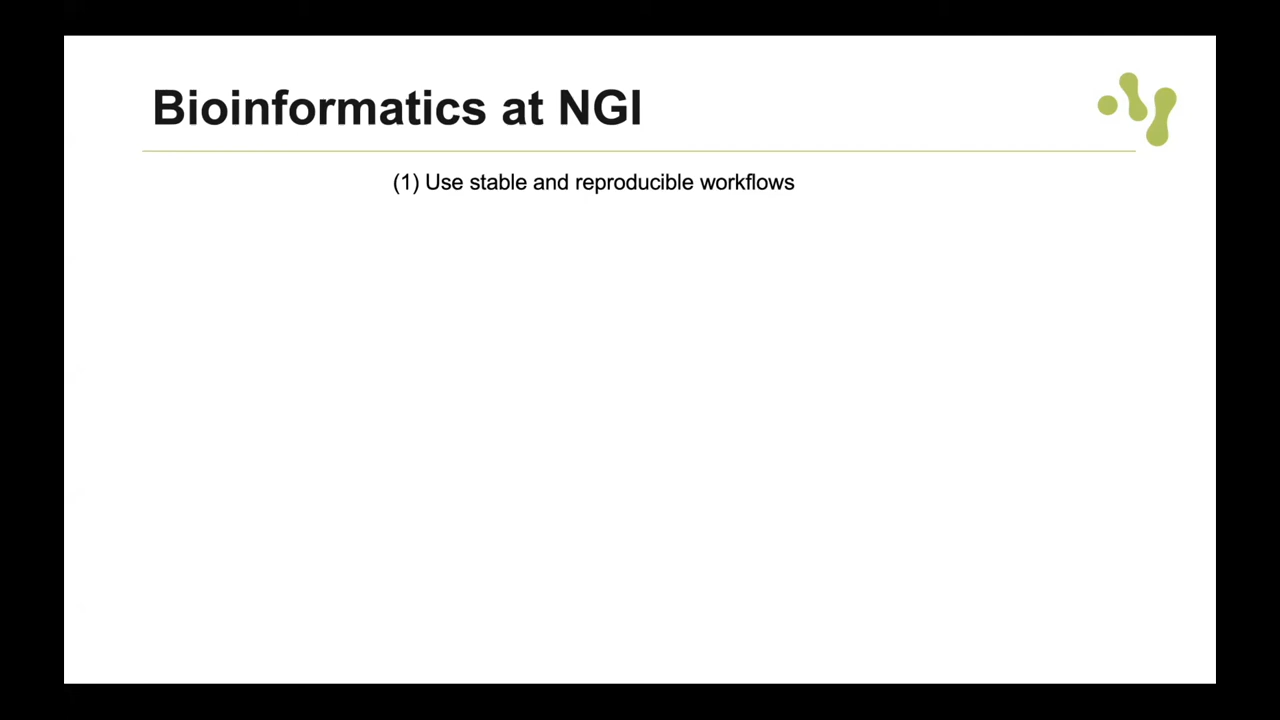 Bioinformatics at NGI
(1) Use stable and reproducible workflows